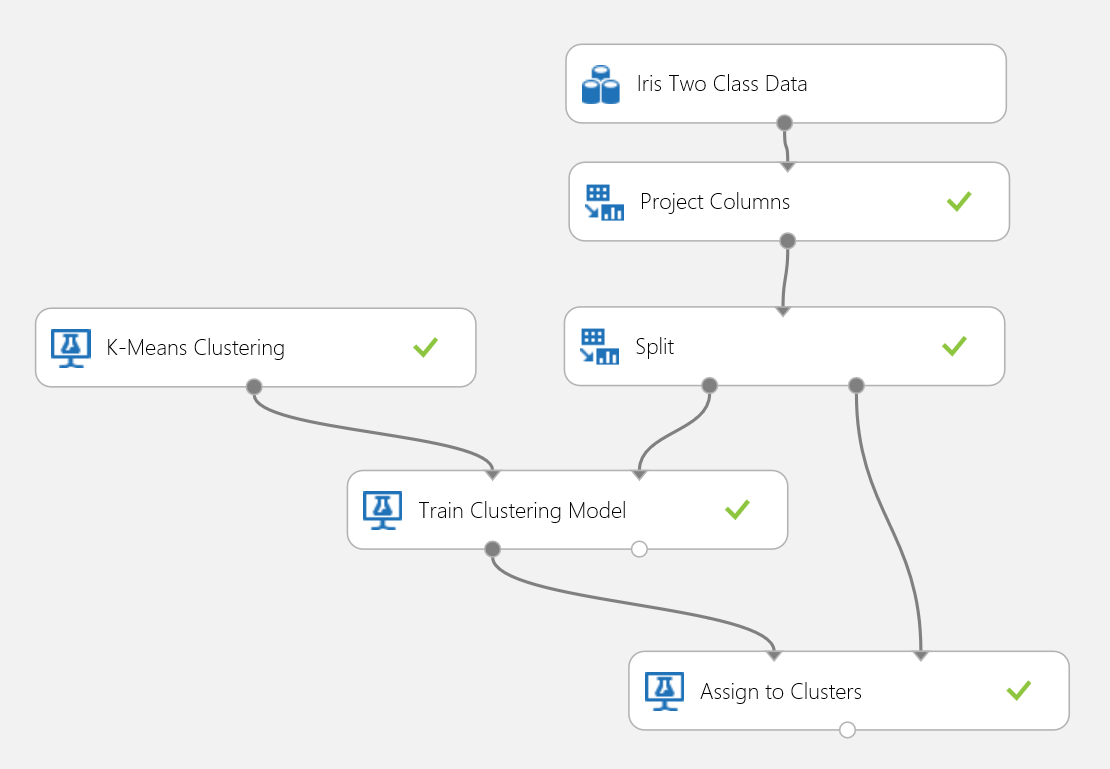 Iris Two Class Data
Project Columns
K-Means Clustering
Split
Train Clustering Model
Assign to Clusters